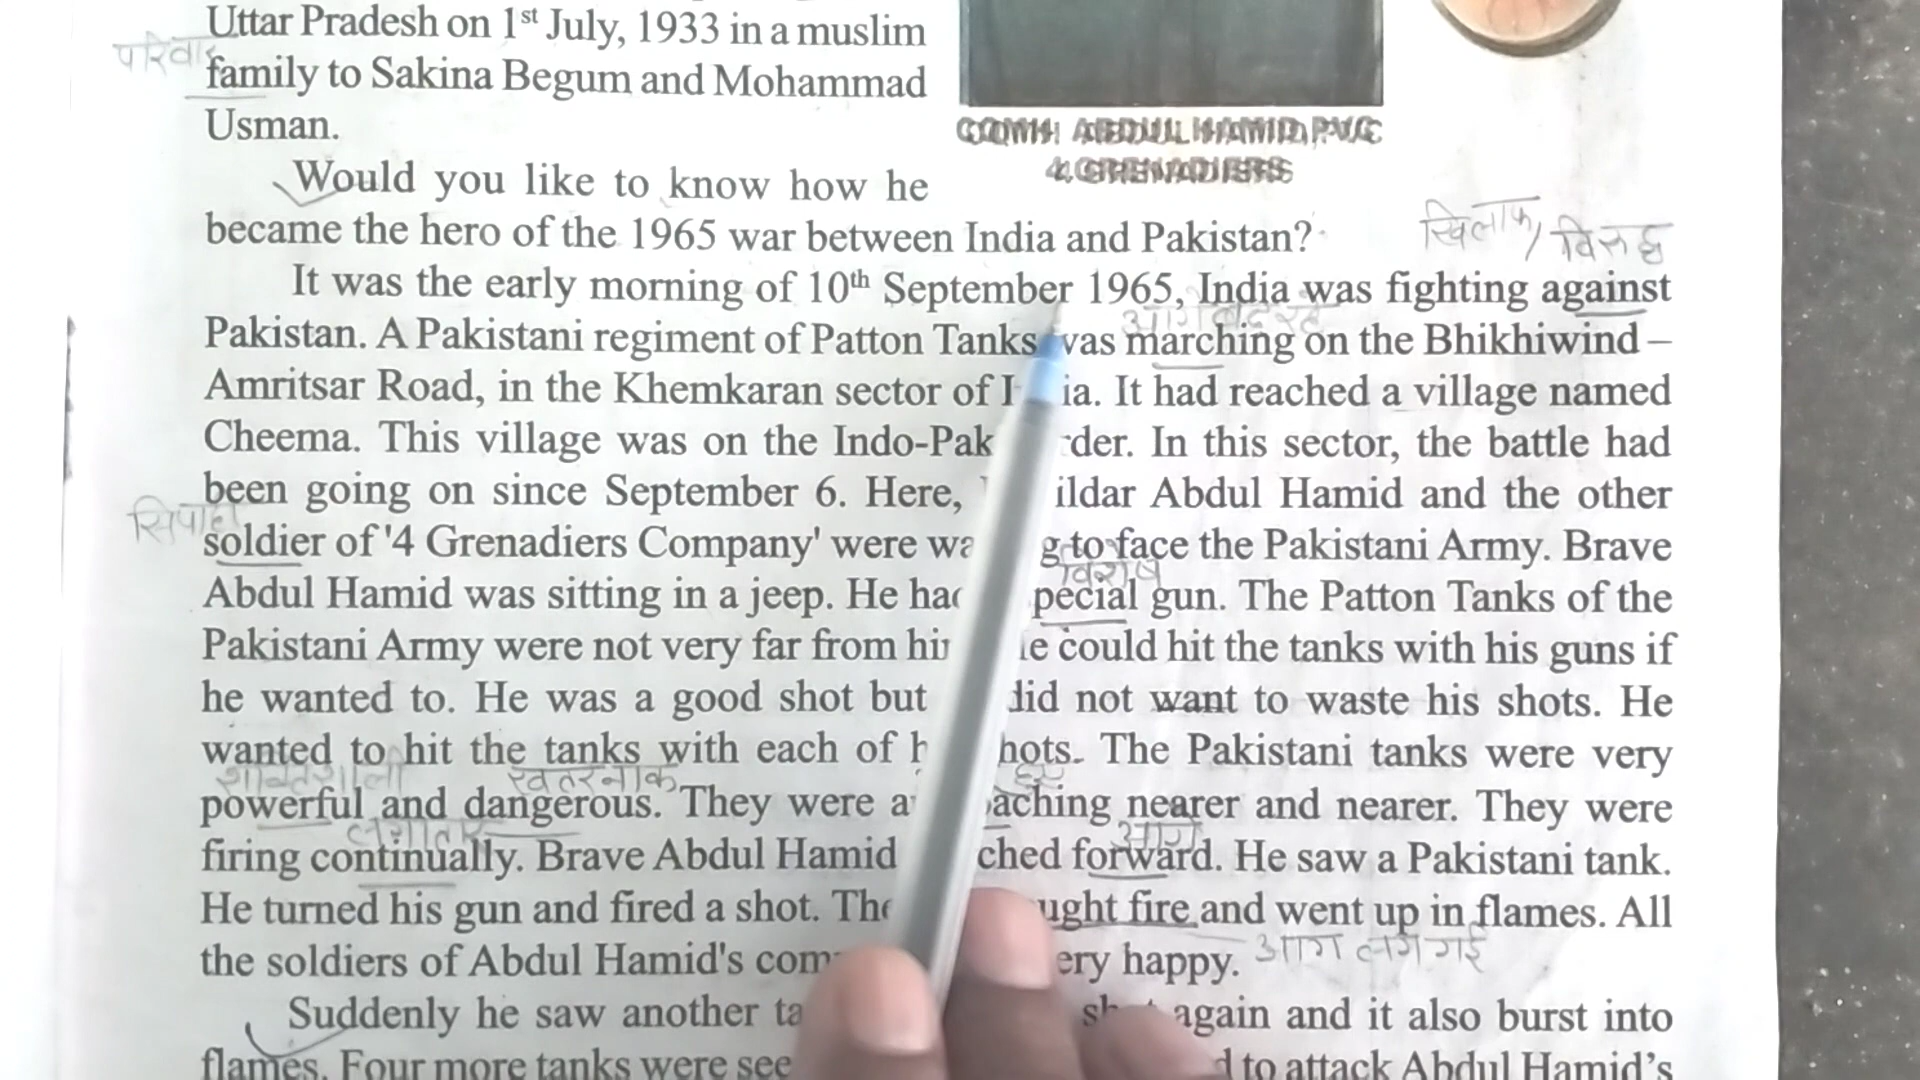 Uttar Pradesh on 1st July, 1933 in a muslim
परिवार
family to Sakina Begum and Mohammad
Usman.
COMH ABDUL HAMID, PVC
4 GRENADIERS
Would you like to know how he
became the hero of the 1965 war between India and Pakistan?
खिलाफ, विरुद्ध
It was the early morning of 10th September 1965, India was fighting against
Pakistan. A Pakistani regiment of Patton Tanks was marching on the Bhikhiwind –
Amritsar Road, in the Khemkaran sector of ia. It had reached a village named
Cheema. This village was on the Indo-Pak der. In this sector, the battle had
been going on since September 6. Here, ildar Abdul Hamid and the other
सिपाही
soldier of '4 Grenadiers Company' were wa g to face the Pakistani Army. Brave
विशेष
Abdul Hamid was sitting in a jeep. He had pecial gun. The Patton Tanks of the
Pakistani Army were not very far from hi e could hit the tanks with his guns if
he wanted to. He was a good shot but did not want to waste his shots. He
wanted to hit the tanks with each of h hots. The Pakistani tanks were very
शक्तिशाली खतरनाक
powerful and dangerous. They were a aching nearer and nearer. They were
लगातार आगे
firing continually. Brave Abdul Hamid ched forward. He saw a Pakistani tank.
He turned his gun and fired a shot. The ught fire and went up in flames. All
the soldiers of Abdul Hamid's com ery happy. आग लग गई
Suddenly he saw another ta again and it also burst into
flames. Four more tanks were see d to attack Abdul Hamid's